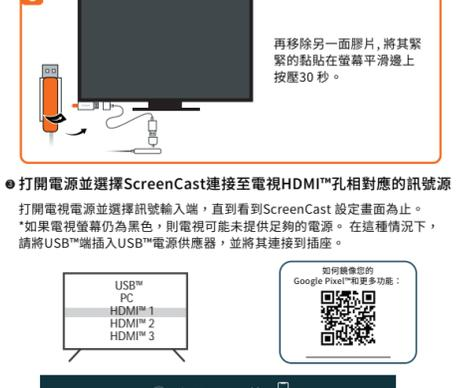 再移除另一面膠片, 將其緊
緊的黏貼在螢幕平滑邊上
按壓30 秒。
❸ 打開電源並選擇ScreenCast連接至電視HDMI™孔相對應的訊號源
打開電視電源並選擇訊號輸入端，直到看到ScreenCast 設定畫面為止。
*如果電視螢幕仍為黑色，則電視可能未提供足夠的電源。 在這種情況下，
請將USB™端插入USB™電源供應器，並將其連接到插座。
USB™
PC
HDMI™ 1
HDMI™ 2
HDMI™ 3
如何鏡像您的
Google Pixel™和更多功能：